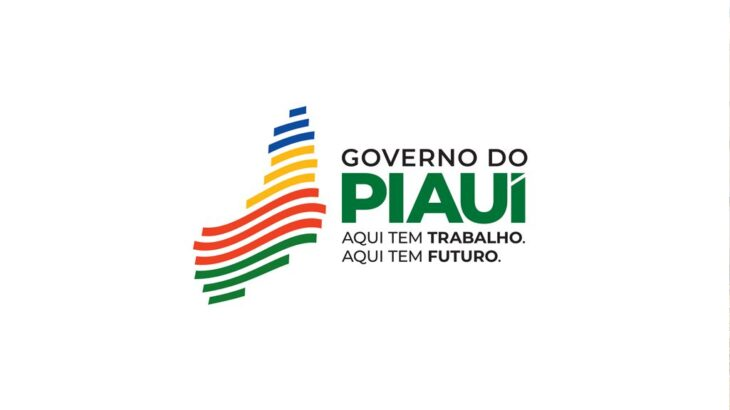 GOVERNO DO
PIAUÍ
AQUI TEM TRABALHO.
AQUI TEM FUTURO.